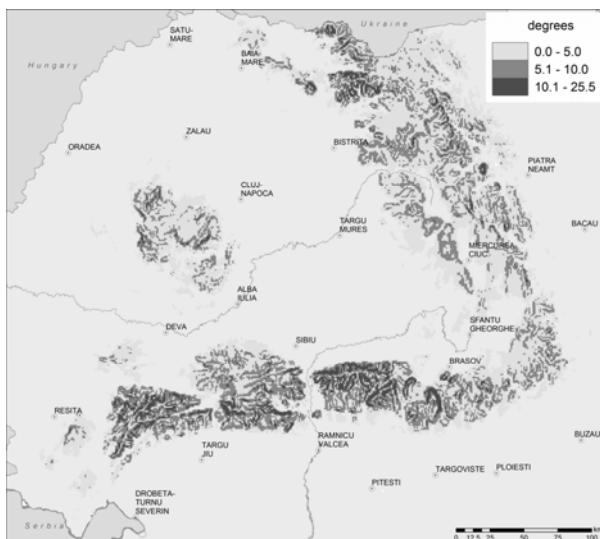 degrees
0.0 - 5.0
5.1 - 10.0
10.1 - 25.5
Ukraine
Hungary
SATU-
MARE
BAIA-
MARE
ZALAU
ORADEA
BISTRITA
PIATRA
NEAMT
CLUJ-
NAPOCA
TARGU
MURES
BACAU
MIERCUREA
CIUC
ALBA
IULIA
DEVA
SFANTU
GHEORGHE
SIBIU
BRASOV
RESITA
TARGU
JIU
RAMNICU
VALCEA
BUZAU
PITESTI
TARGOVISTE
PLOIESTI
DROBETA-
TURNU
SEVERIN
Serbia
km
0 12.5 25 50 75 100